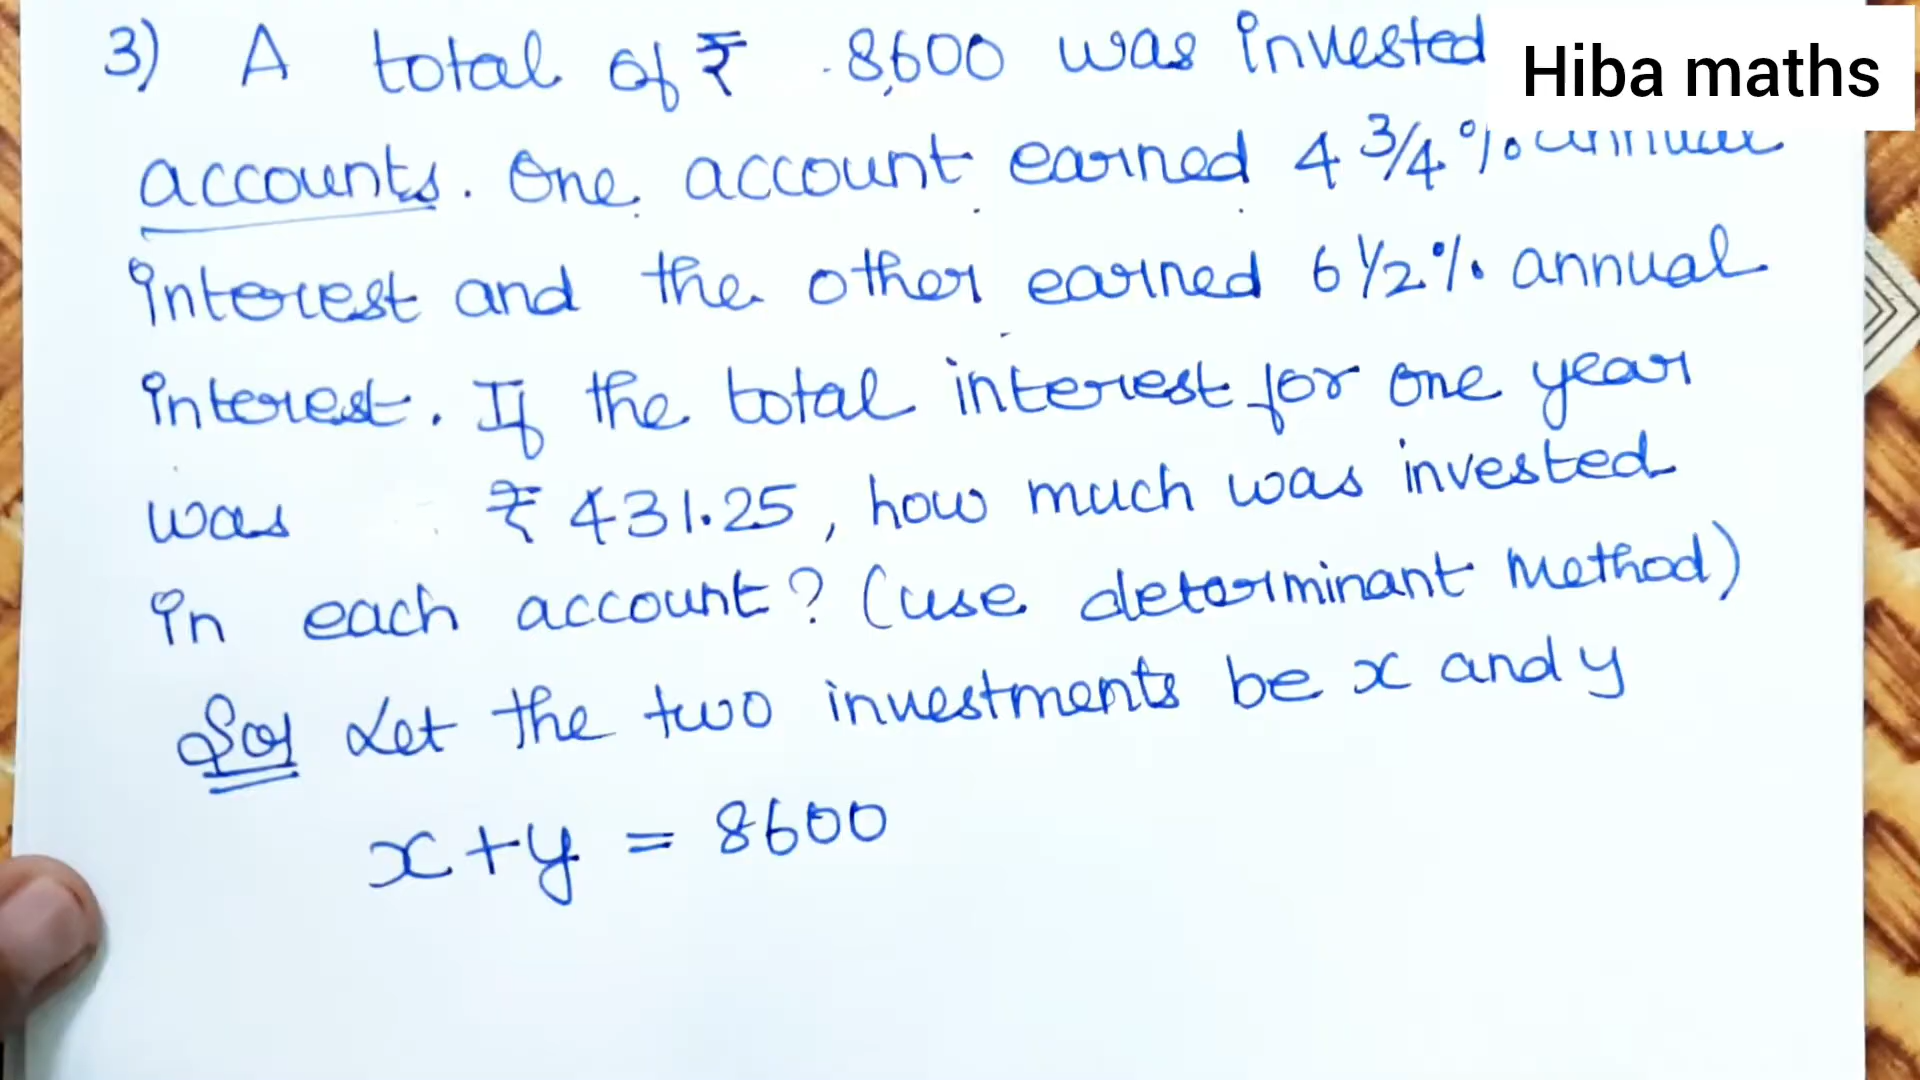 3) A total of ₹ 8,600 was invested
Hiba maths
accounts. One account earned 4 3/4 % annual
interest and the other earned 6 1/2 % annual
interest. If the total interest for one year
was ₹ 431.25, how much was invested
in each account? (use determinant method)
Sol Let the two investments be x and y
x + y = 8600